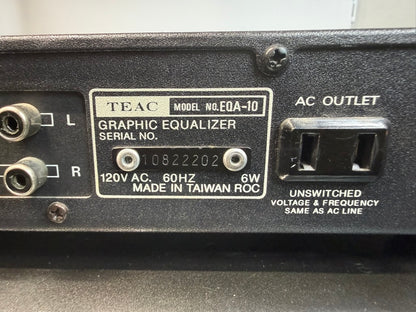 TEAC MODEL NO. EQA-10
GRAPHIC EQUALIZER
SERIAL NO.
10822202
120V AC. 60HZ 6W
MADE IN TAIWAN ROC
L
R
AC OUTLET
UNSWITCHED
VOLTAGE & FREQUENCY
SAME AS AC LINE